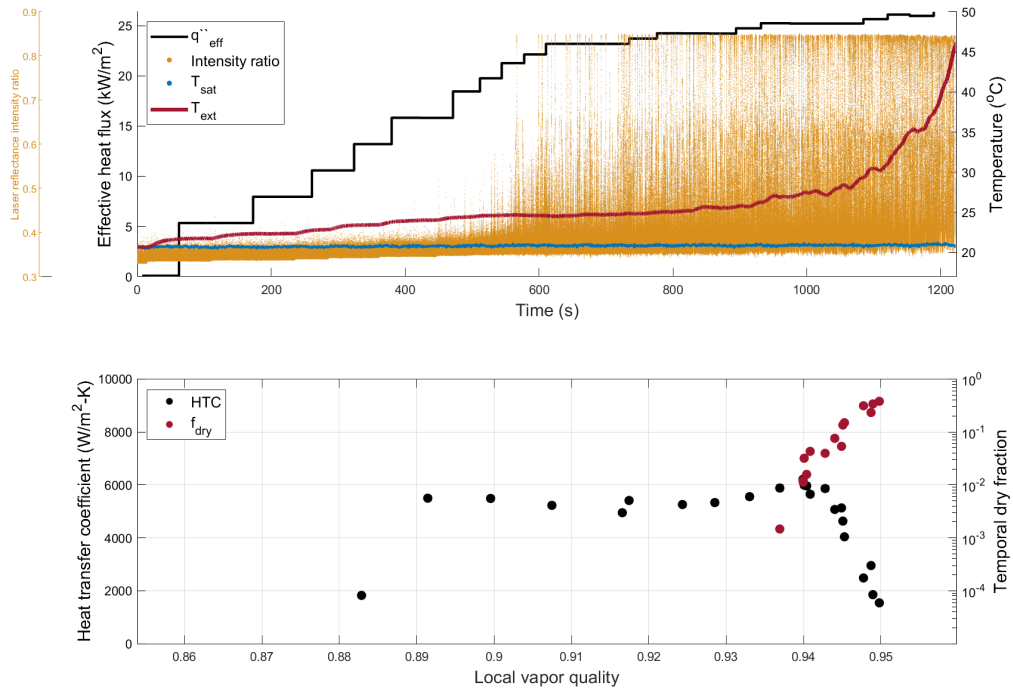 0.9
0.8
0.7
0.6
0.5
0.4
0.3
Laser reflectance intensity ratio
25
20
15
10
5
0
Effective heat flux (kW/m²)
q``eff
Intensity ratio
Tsat
Text
50
45
40
35
30
25
20
Temperature (°C)
0 200 400 600 800 1000 1200
Time (s)
10000
8000
6000
4000
2000
0
Heat transfer coefficient (W/m²-K)
HTC
fdry
10⁰
10⁻¹
10⁻²
10⁻³
10⁻⁴
Temporal dry fraction
0.86 0.87 0.88 0.89 0.9 0.91 0.92 0.93 0.94 0.95
Local vapor quality